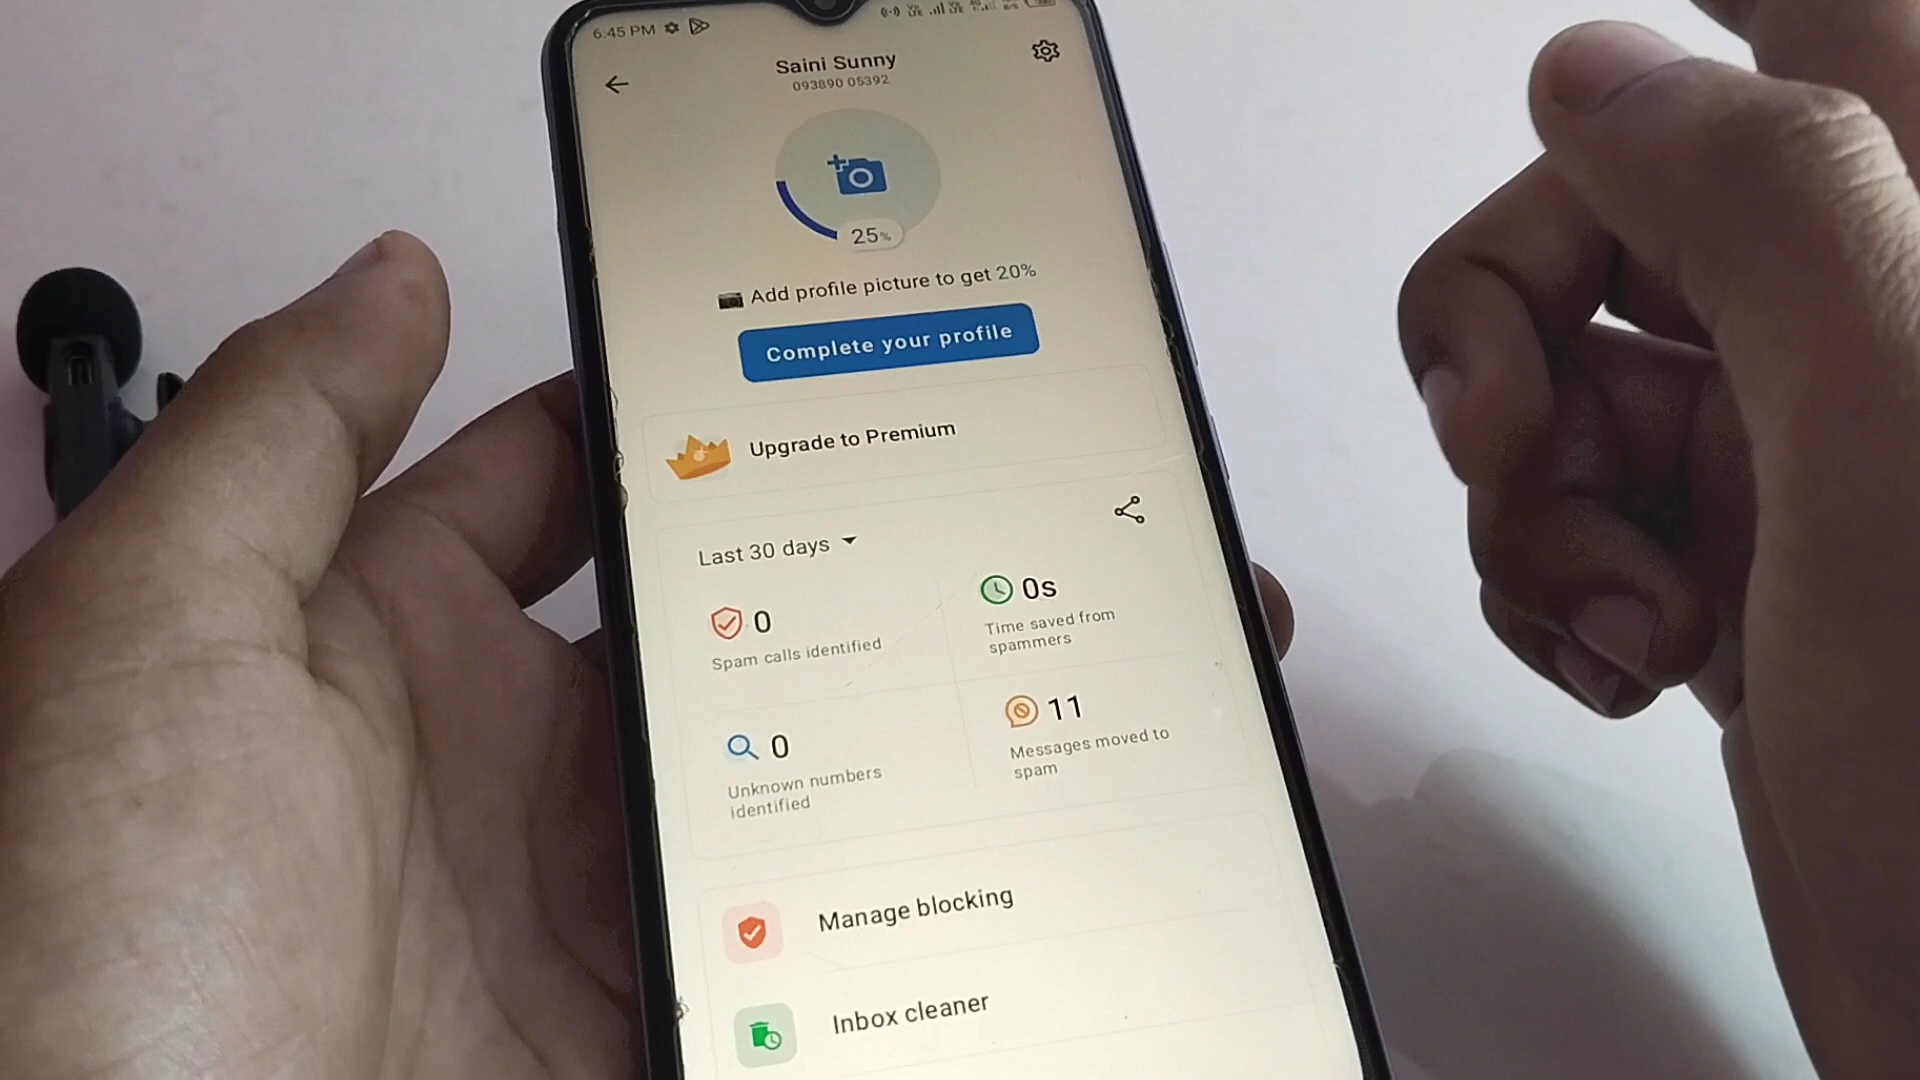 6:45 PM
Saini Sunny
093890 05392
25%
Add profile picture to get 20%
Complete your profile
Upgrade to Premium
Last 30 days
0
Spam calls identified
0s
Time saved from
spammers
0
Unknown numbers
identified
11
Messages moved to
spam
Manage blocking
Inbox cleaner